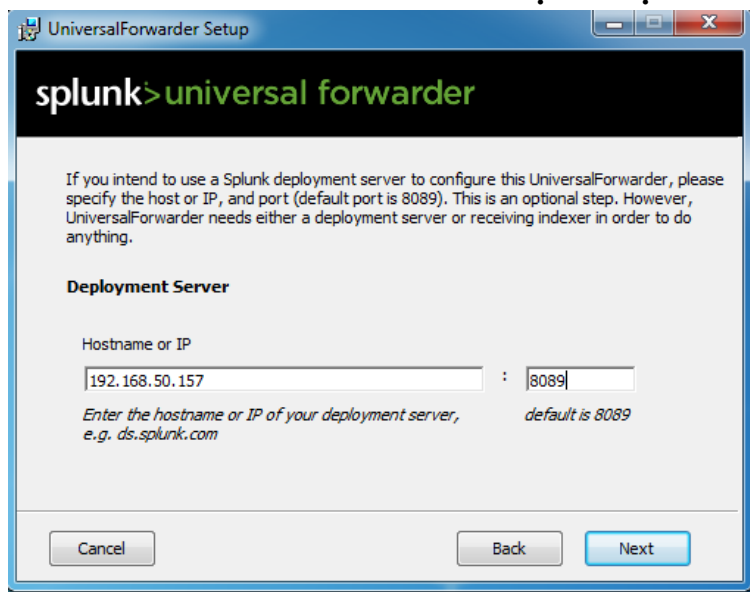 UniversalForwarder Setup
splunk>universal forwarder
If you intend to use a Splunk deployment server to configure this UniversalForwarder, please
specify the host or IP, and port (default port is 8089). This is an optional step. However,
UniversalForwarder needs either a deployment server or receiving indexer in order to do
anything.
Deployment Server
Hostname or IP
192.168.50.157 : 8089
Enter the hostname or IP of your deployment server, default is 8089
e.g. ds.splunk.com
Cancel Back Next